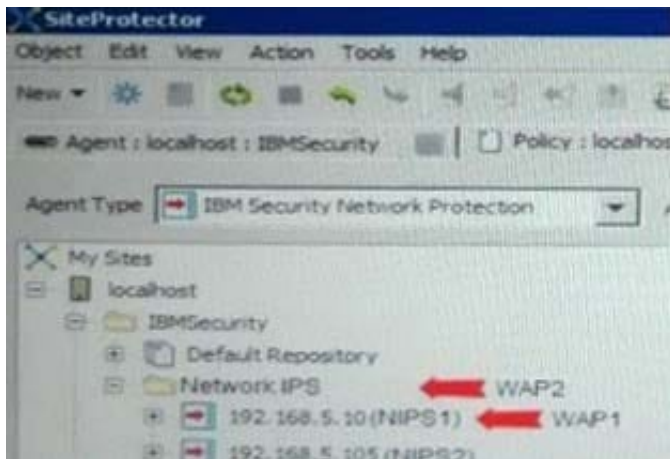 SiteProtector
Object Edit View Action Tools Help
New
Agent : localhost : IBMSecurity Policy : localhos
Agent Type IBM Security Network Protection
My Sites
localhost
IBMSecurity
Default Repository
Network IPS WAP2
192.168.5.10 (NIPS1) WAP1
192.168.5.105 (NIPS2)